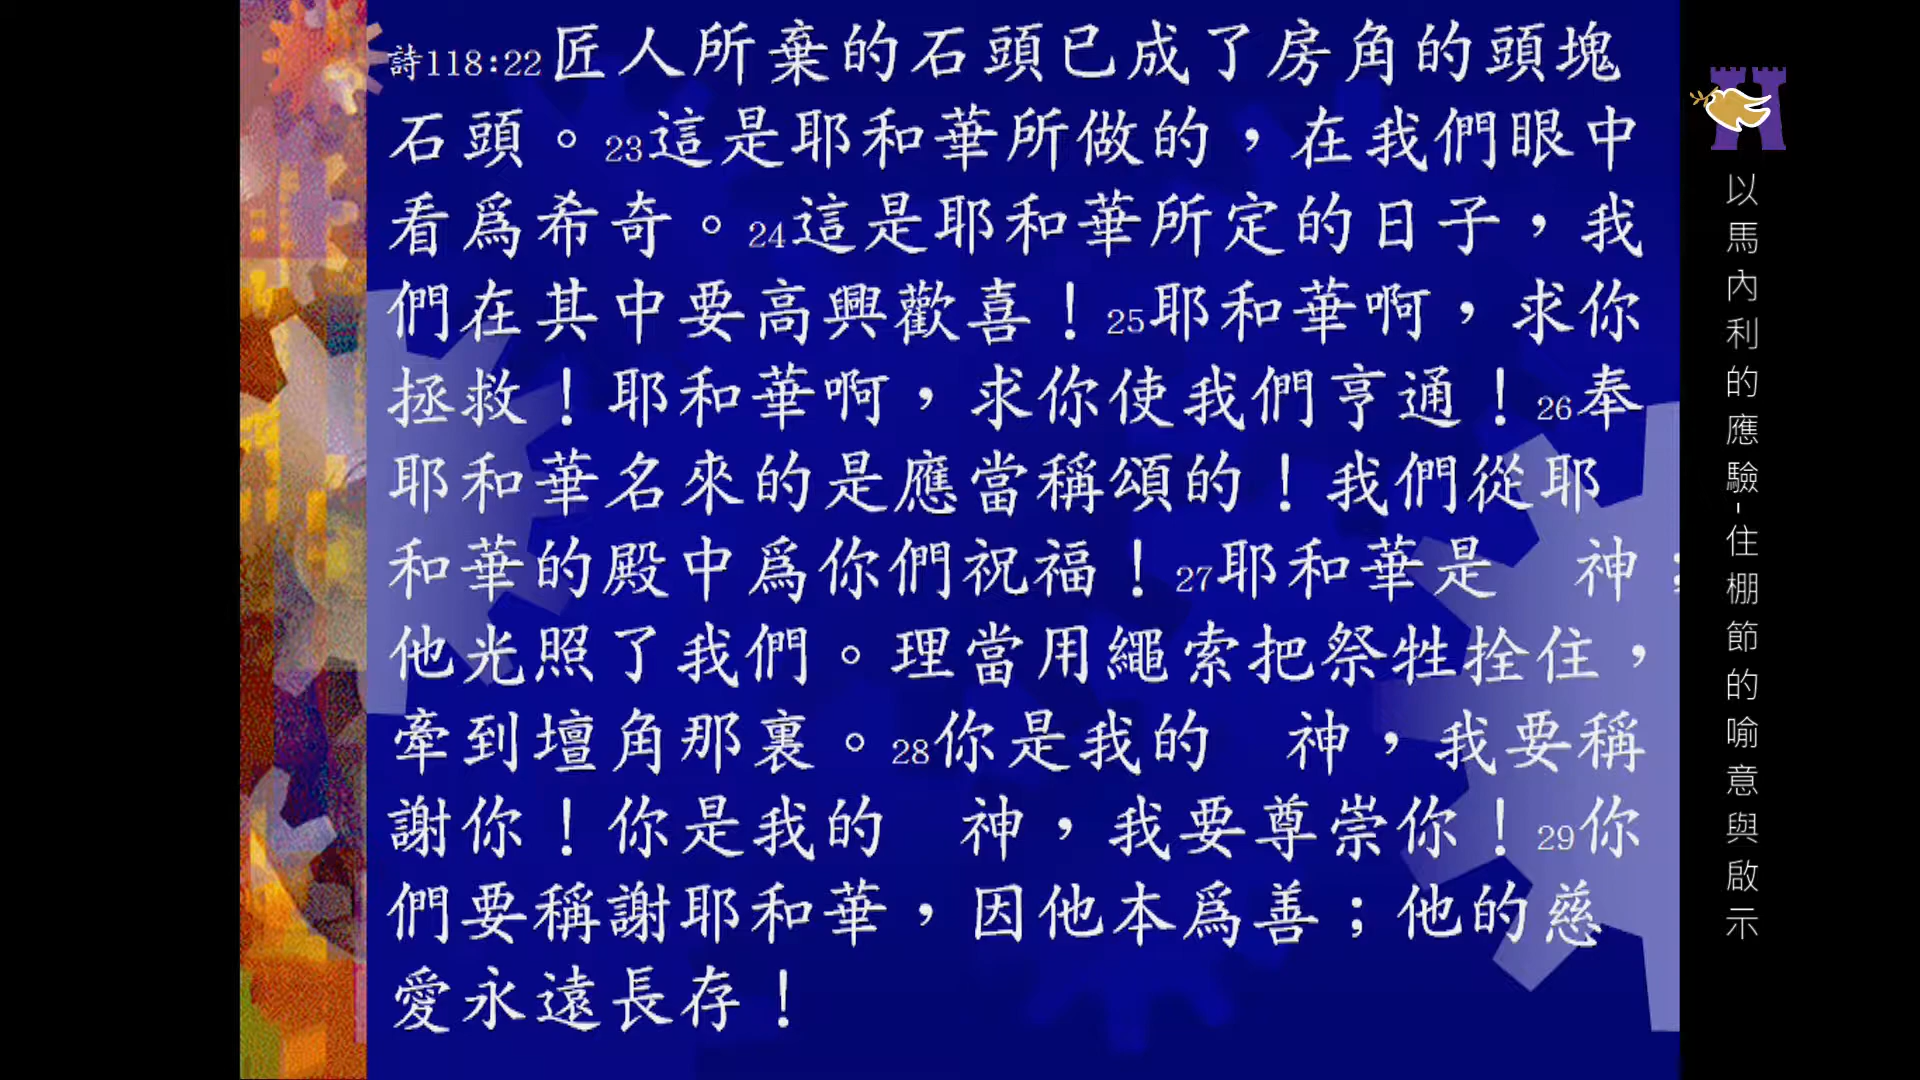 詩118:22匠人所棄的石頭已成了房角的頭塊
石頭。23這是耶和華所做的，在我們眼中
看爲希奇。24這是耶和華所定的日子，我
們在其中要高興歡喜！25耶和華啊，求你
拯救！耶和華啊，求你使我們亨通！26奉
耶和華名來的是應當稱頌的！我們從耶
和華的殿中爲你們祝福！27耶和華是　神；
他光照了我們。理當用繩索把祭牲拴住，
牽到壇角那裏。28你是我的　神，我要稱
謝你！你是我的　神，我要尊崇你！29你
們要稱謝耶和華，因他本爲善；他的慈
愛永遠長存！
以馬內利的應驗-住棚節的喻意與啟示